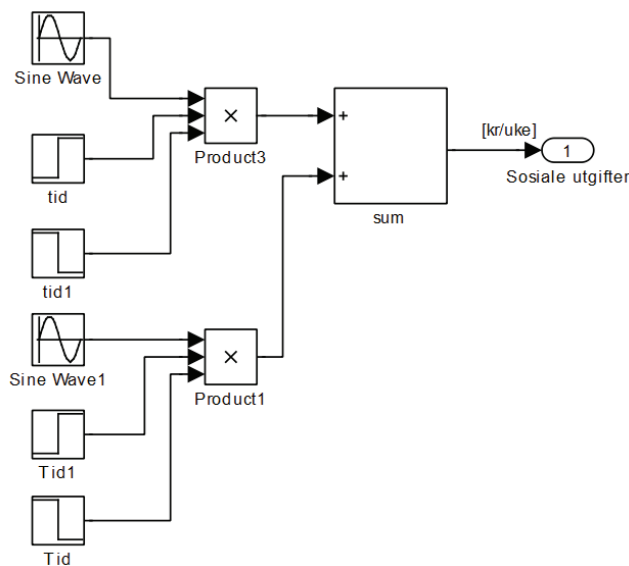 Sine Wave
tid
tid1
×
Product3
Sine Wave1
Tid1
Tid
×
Product1
+
+
sum
[kr/uke]
1
Sosiale utgifter